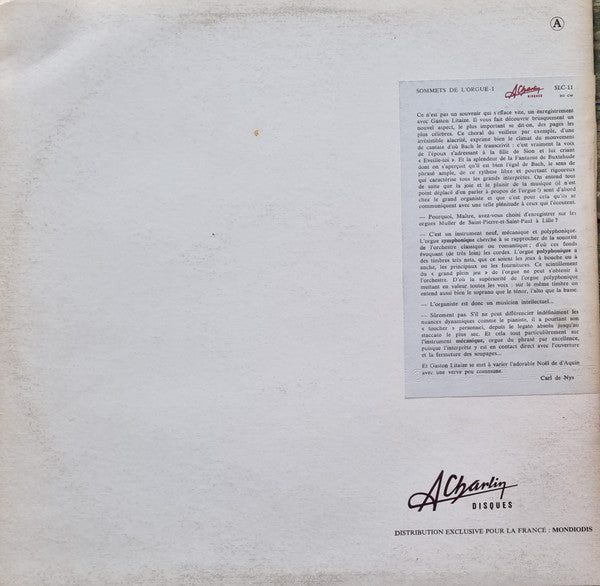 A
SOMMETS DE L'ORGUE-1 ACharlin DISQUES SLC-11
Ce n'est pas un souvenir qui s'efface vite, un enregistrement
avec Gaston Litaize. Il vous fait découvrir brusquement un
nouvel aspect, le plus important se dit-on, des pages les
plus célèbres. Ce choral du veilleur par exemple, d'une
irrésistible alacrité, exprime bien le climat du mouvement
de cantate d'où Bach le transcrivit : c'est vraiment la voix
de l'époux s'adressant à la fille de Sion et lui criant
« Eveille-toi ». Et la splendeur de la Fantaisie de Buxtehude
dont on s'aperçoit qu'il est bien l'égal de Bach, le sens de
phrasé ample, de ce rythme libre et pourtant rigoureux
qui caractérise tous les grands interprètes. On entend tout
de suite que la joie et le plaisir de la musique (il n'est
point déplacé d'en parler à propos de l'orgue !) sont d'abord
chez le grand organiste et que c'est pour cela qu'ils se
communiquent avec une telle plénitude à ceux qui l'écoutent.
— Pourquoi, Maître, avez-vous choisi d'enregistrer sur les
orgues Muller de Saint-Pierre-et-Saint-Paul à Lille ?
— C'est un instrument neuf, mécanique et polyphonique.
L'orgue symphonique cherche à se rapprocher de la sonorité
de l'orchestre classique ou romantique ; d'où ces fonds
évoquant (de très loin) les cordes. L'orgue polyphonique a
des timbres très nets, que ce soient les jeux à bouche ou à
anche, les principaux ou les fournitures. Ce scintillement
du « grand plein jeu » de l'orgue ne peut s'obtenir à
l'orchestre. D'où la supériorité de l'orgue polyphonique
mettant en valeur toutes les voix : sur le même timbre on
entend aussi bien le soprano que le ténor, l'alto que la basse.
— L'organiste est donc un musicien intellectuel...
— Sûrement pas. S'il ne peut différencier indéfiniment les
nuances dynamiques comme le pianiste, il a pourtant son
« toucher » personnel, depuis le legato absolu jusqu'au
staccato le plus sec. Et cela tout particulièrement sur
l'instrument mécanique, orgue du phrasé par excellence,
puisque l'interprète y est en contact direct avec l'ouverture
et la fermeture des soupapes...
Et Gaston Litaize se met à varier l'adorable Noël de d'Aquin
avec une verve peu commune.
Carl de Nys
ACharlin
DISQUES
DISTRIBUTION EXCLUSIVE POUR LA FRANCE : MONDIODIS